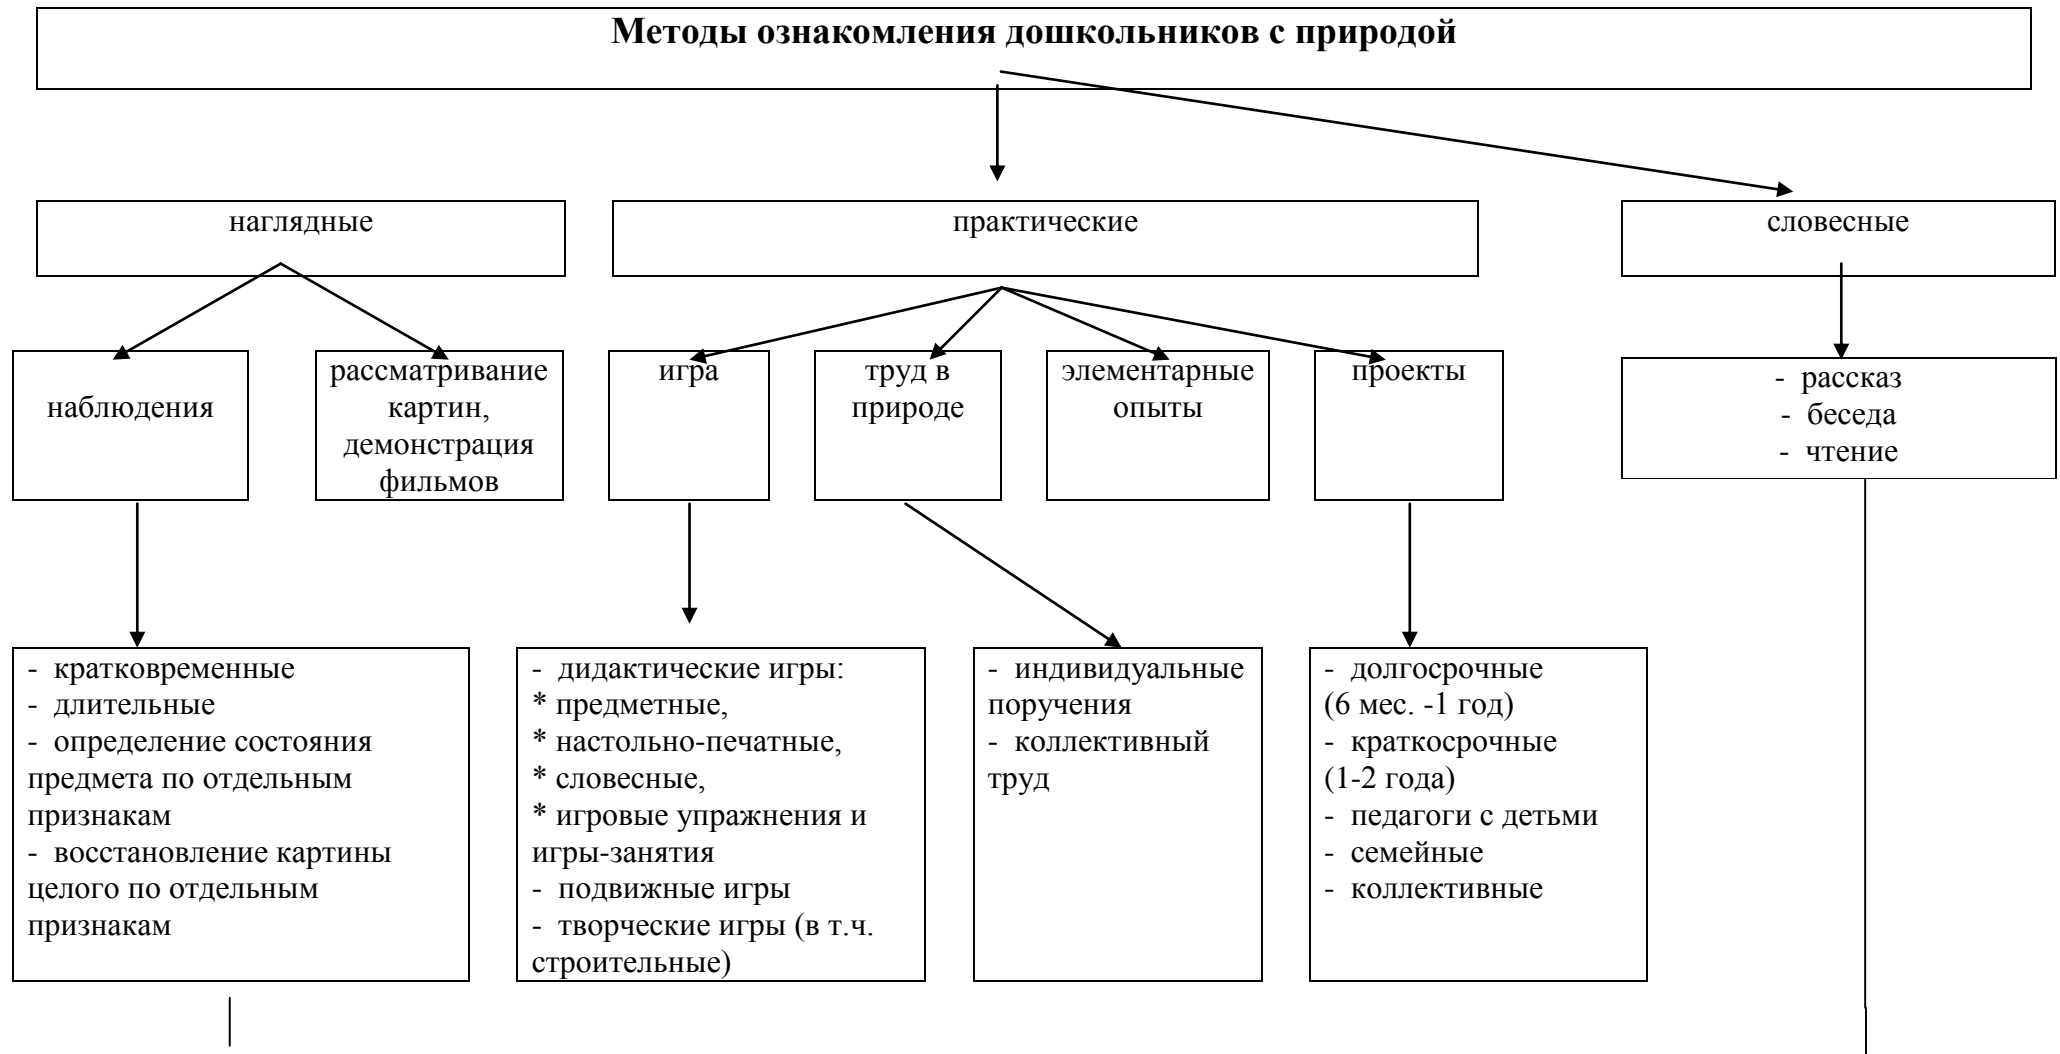 Методы ознакомления дошкольников с природой
наглядные
практические
словесные
наблюдения
рассматривание
картин,
демонстрация
фильмов
игра
труд в
природе
элементарные
опыты
проекты
- рассказ
- беседа
- чтение
- кратковременные
- длительные
- определение состояния
предмета по отдельным
признакам
- восстановление картины
целого по отдельным
признакам
- дидактические игры:
* предметные,
* настольно-печатные,
* словесные,
* игровые упражнения и
игры-занятия
- подвижные игры
- творческие игры (в т.ч.
строительные)
- индивидуальные
поручения
- коллективный
труд
- долгосрочные
(6 мес. -1 год)
- краткосрочные
(1-2 года)
- педагоги с детьми
- семейные
- коллективные